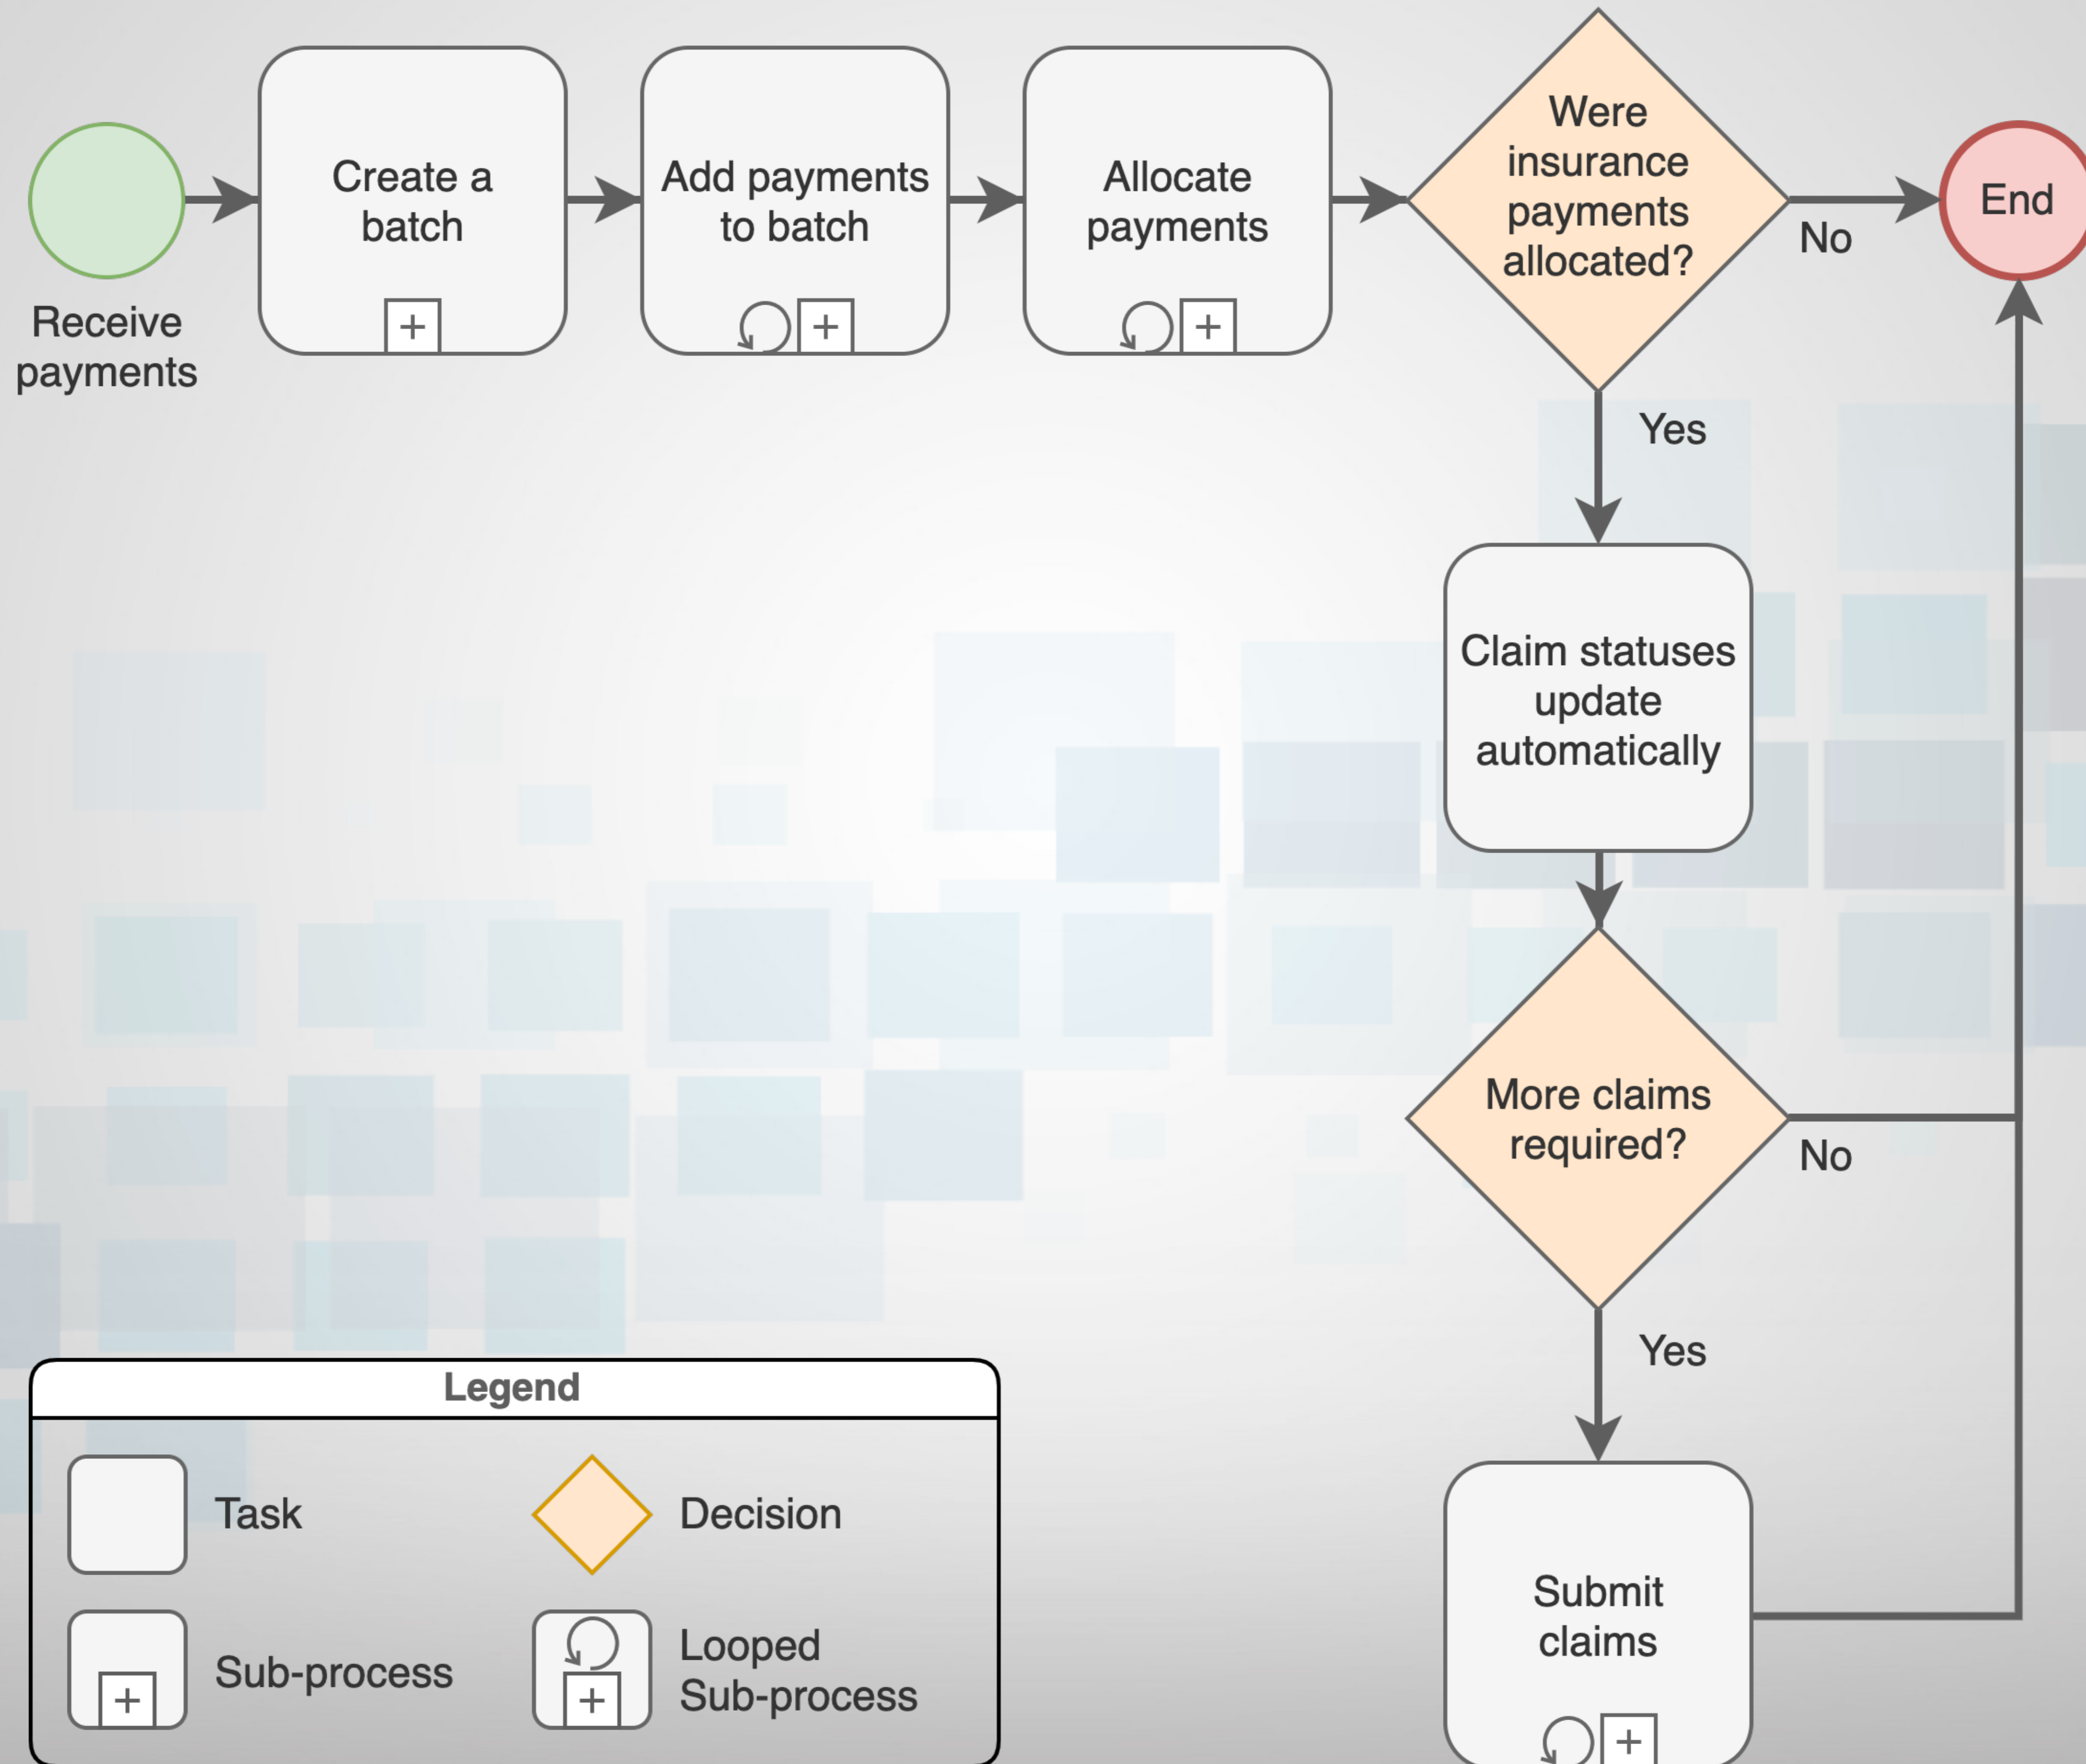 Receive
payments
Create a
batch
+
Add payments
to batch
+
Allocate
payments
+
Were
insurance
payments
allocated?
No
End
Yes
Claim statuses
update
automatically
More claims
required?
No
Yes
Submit
claims
+
Legend
Task
Decision
+
Sub-process
+
Looped
Sub-process